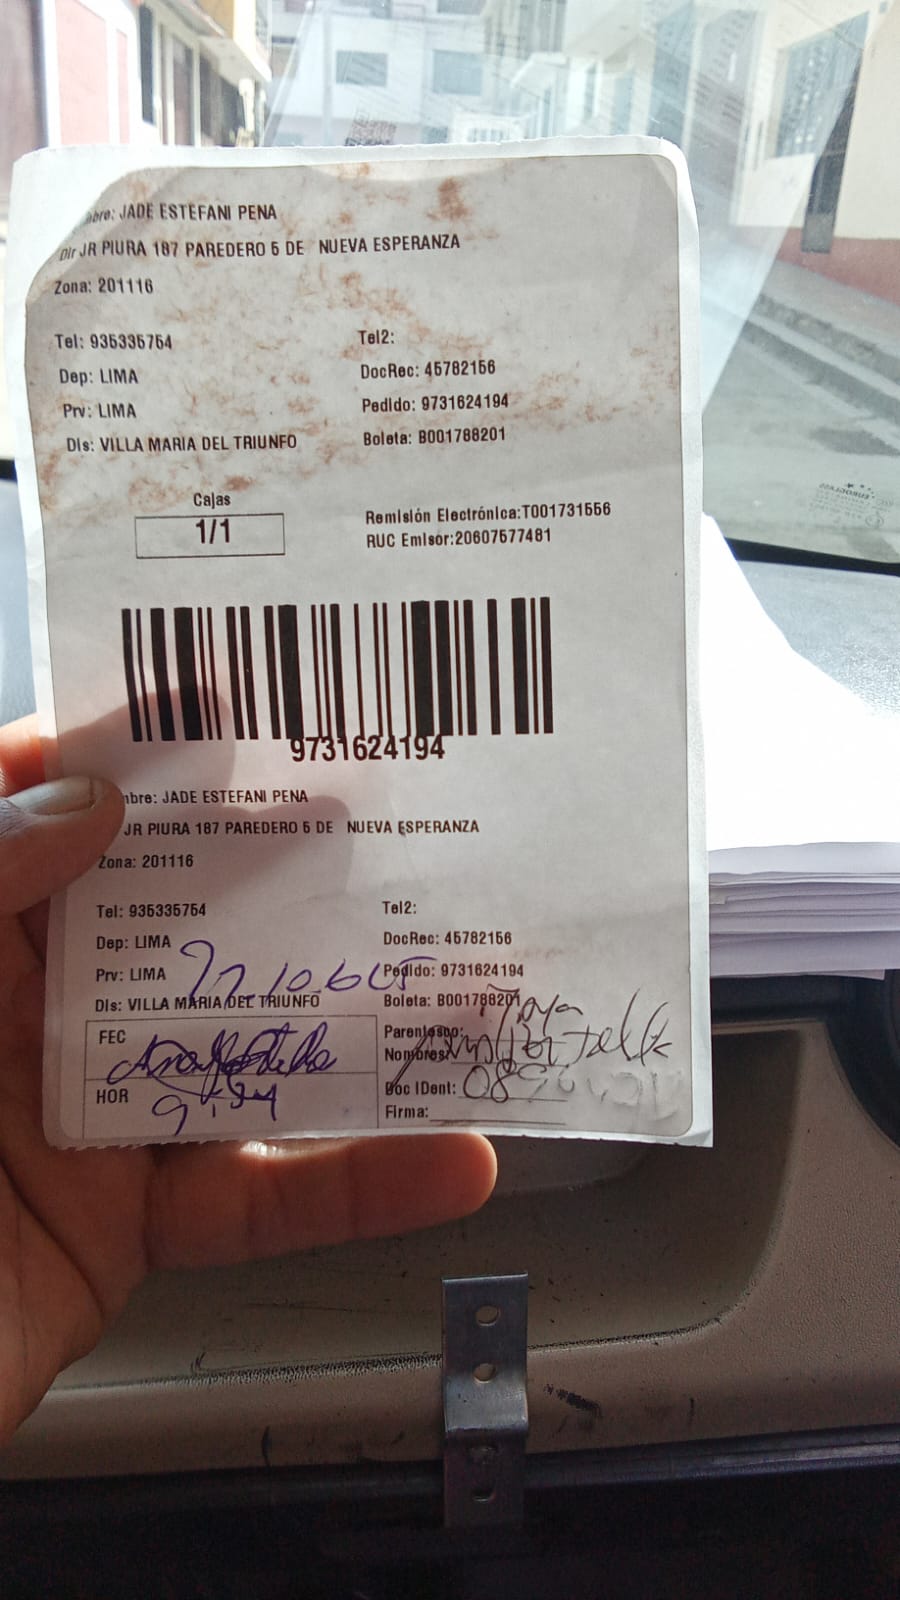 bre: JADE ESTEFANI PENA
Dir JR PIURA 187 PAREDERO 5 DE NUEVA ESPERANZA
Zona: 201116
Tel: 935335754
Tel2:
Dep: LIMA
DocRec: 45782156
Prv: LIMA
Pedido: 9731624194
Dis: VILLA MARIA DEL TRIUNFO
Boleta: B001788201
Cajas
1/1
Remisión Electrónica:T001731556
RUC Emisor:20607577481
9731624194
mbre: JADE ESTEFANI PENA
JR PIURA 187 PAREDERO 5 DE NUEVA ESPERANZA
Zona: 201116
Tel: 935335754
Tel2:
Dep: LIMA
DocRec: 45782156
Prv: LIMA
Pedido: 9731624194
Dis: VILLA MARIA DEL TRIUNFO
Boleta: B001788201
FEC
Parentesco:
Nombres:
HOR
Doc IDent:
Firma: